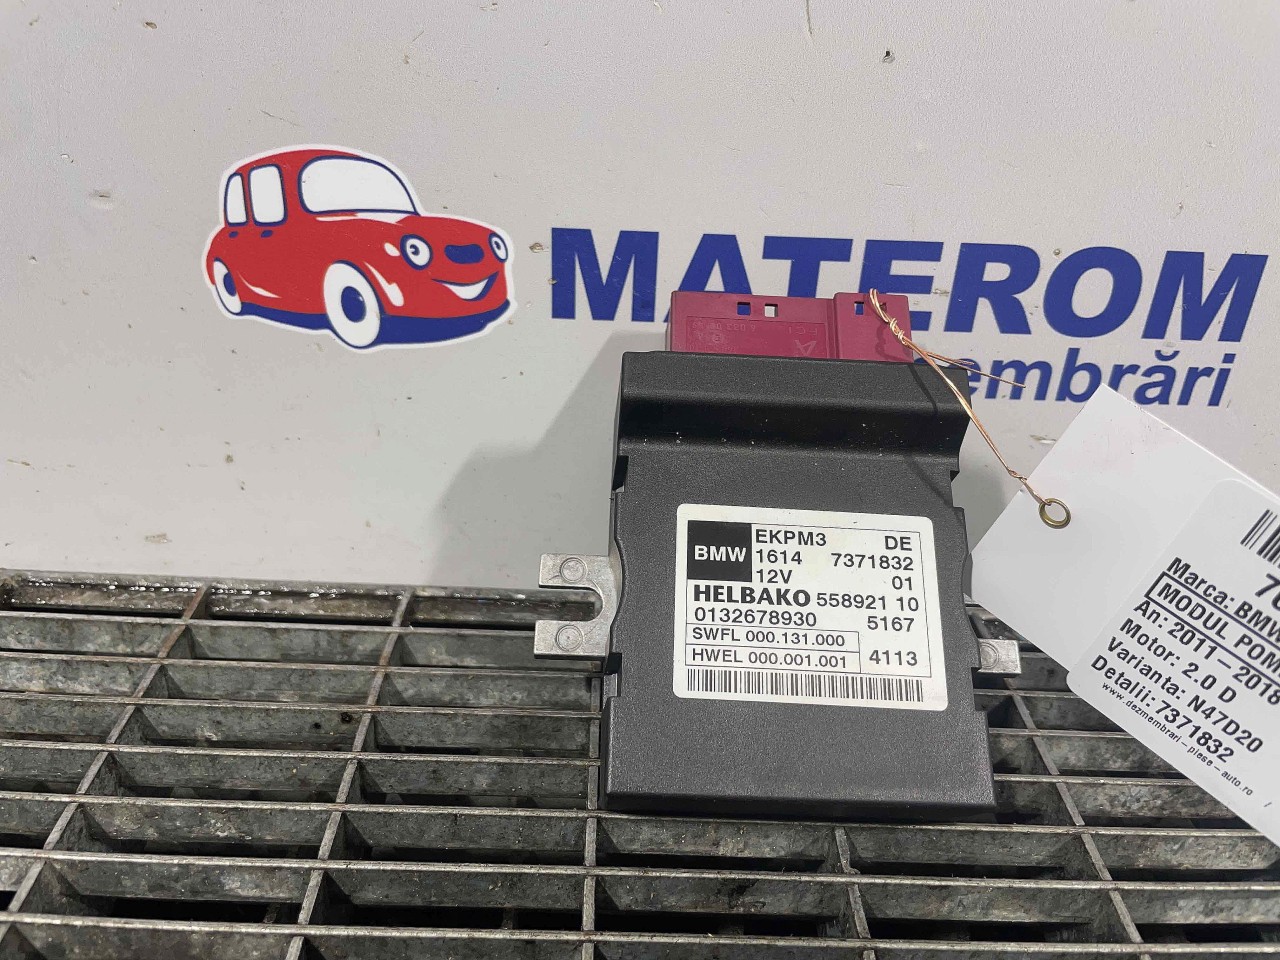 MATEROM
embrări
BMW
EKPM3 DE
1614 7371832
12V 01
HELBAKO 558921 10
0132678930 5167
SWFL 000.131.000
HWEL 000.001.001 4113
Marca: BMW
MODUL POM
An: 2011-2018
Motor: 2.0 D
Varianta: N47D20
Detalii: 7371832
www.dezmembrari-piese-auto.ro